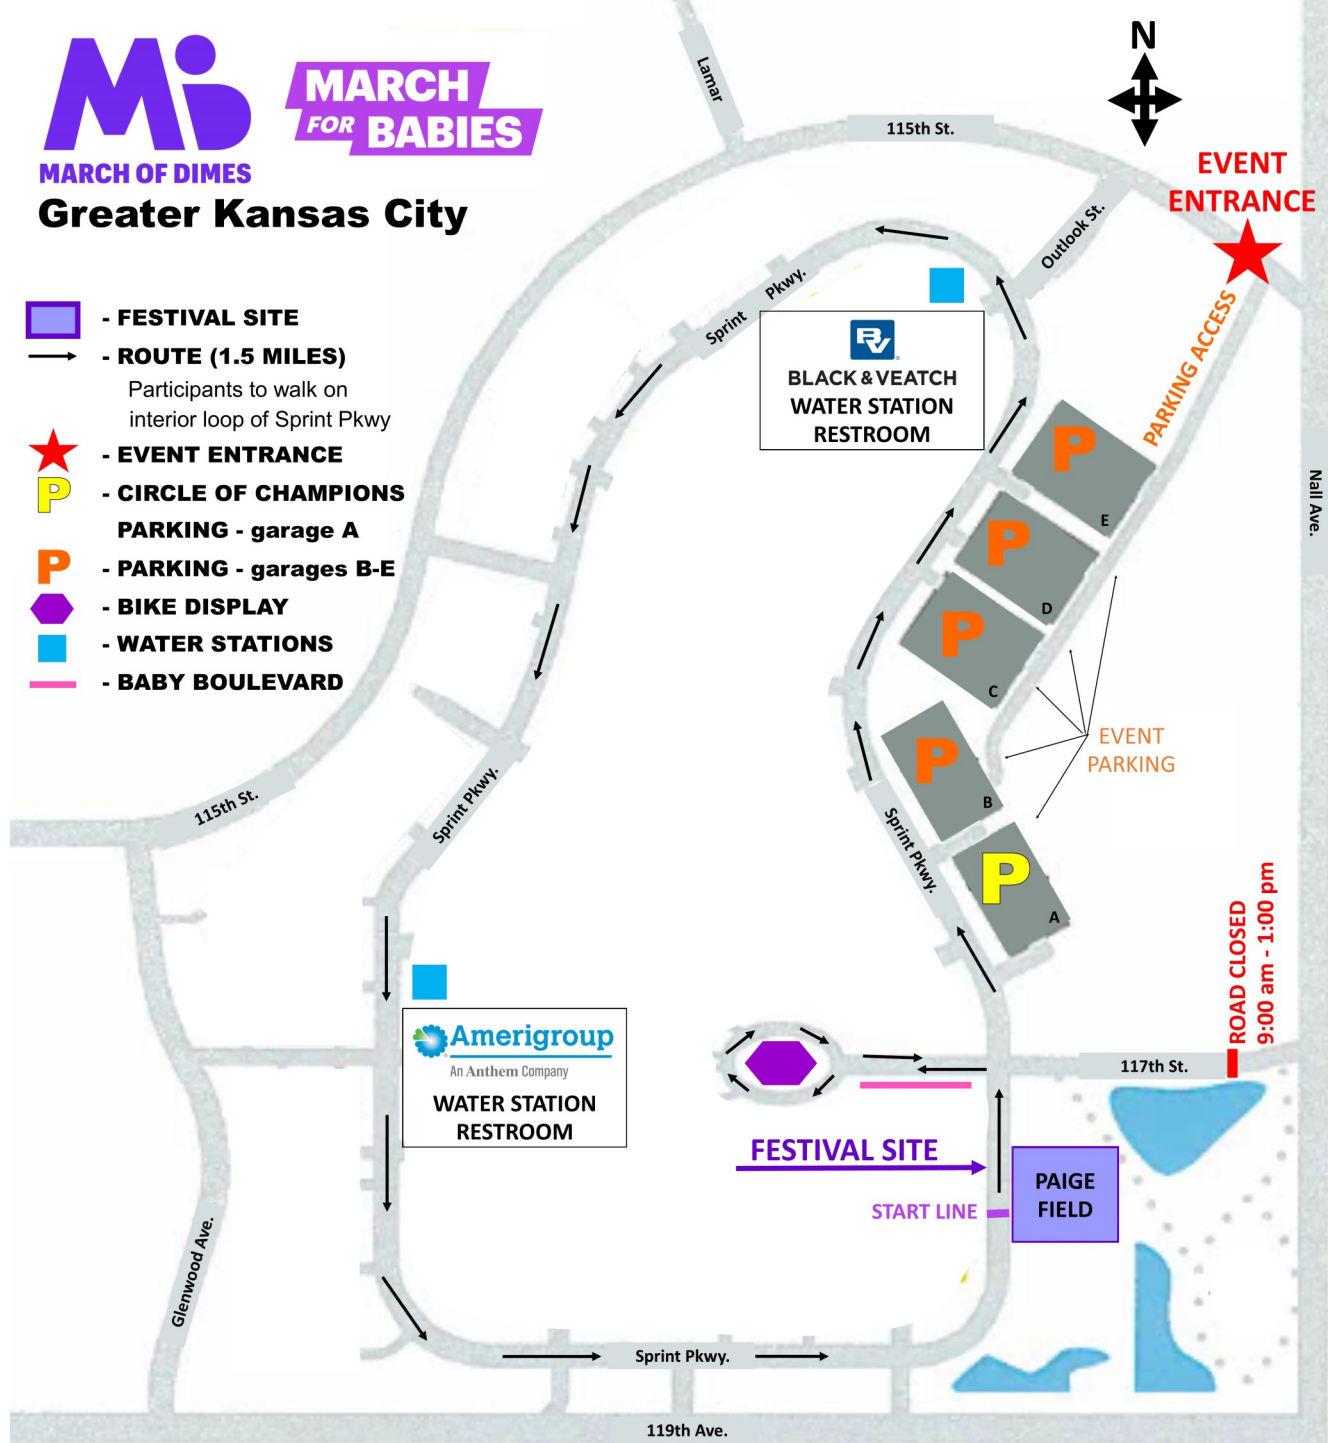 MARCH OF DIMES
MARCH
FOR BABIES
Greater Kansas City
- FESTIVAL SITE
- ROUTE (1.5 MILES)
Participants to walk on
interior loop of Sprint Pkwy
- EVENT ENTRANCE
P - CIRCLE OF CHAMPIONS
PARKING - garage A
P - PARKING - garages B-E
- BIKE DISPLAY
- WATER STATIONS
- BABY BOULEVARD
N
Lamar
115th St.
EVENT
ENTRANCE
Outlook St.
Sprint Pkwy.
PARKING ACCESS
BV
BLACK & VEATCH
WATER STATION
RESTROOM
P
E
P
D
P
C
P
B
P
A
Nall Ave.
EVENT
PARKING
Sprint Pkwy.
115th St.
Sprint Pkwy.
ROAD CLOSED
9:00 am - 1:00 pm
Amerigroup
An Anthem Company
WATER STATION
RESTROOM
117th St.
FESTIVAL SITE
PAIGE
FIELD
START LINE
Glenwood Ave.
Sprint Pkwy.
119th Ave.